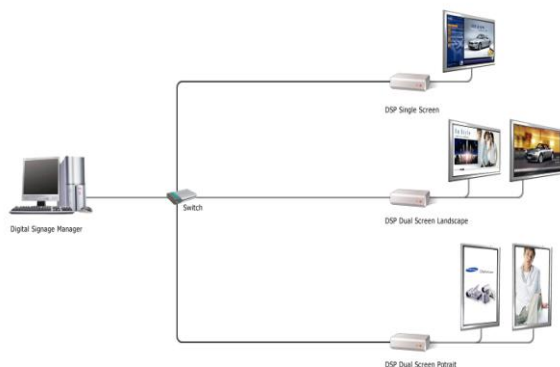 DSP Single Screen
Switch
Digital Signage Manager
DSP Dual Screen Landscape
DSP Dual Screen Potrait